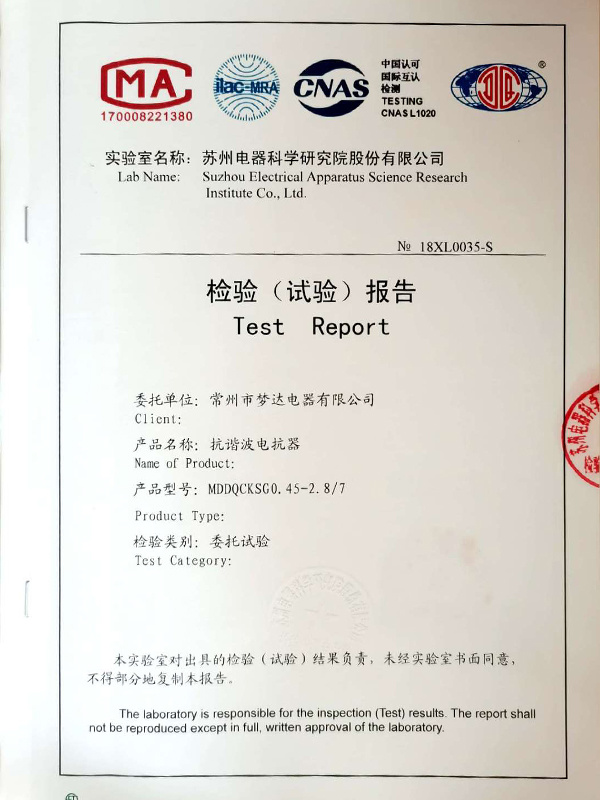 MA
170008221380
ilac-MRA
CNAS
中国认可
国际互认
检测
TESTING
CNAS L1020
®
实验室名称：苏州电器科学研究院股份有限公司
Lab Name: Suzhou Electrical Apparatus Science Research
Institute Co., Ltd.
№ 18XL0035-S
检验（试验）报告
Test Report
委托单位：常州市梦达电器有限公司
Client:
产品名称：抗谐波电抗器
Name of Product:
产品型号：MDDQCKSG0.45-2.8/7
Product Type:
检验类别：委托试验
Test Category:
本实验室对出具的检验（试验）结果负责，未经实验室书面同意，
不得部分地复制本报告。
The laboratory is responsible for the inspection (Test) results. The report shall
not be reproduced except in full, written approval of the laboratory.